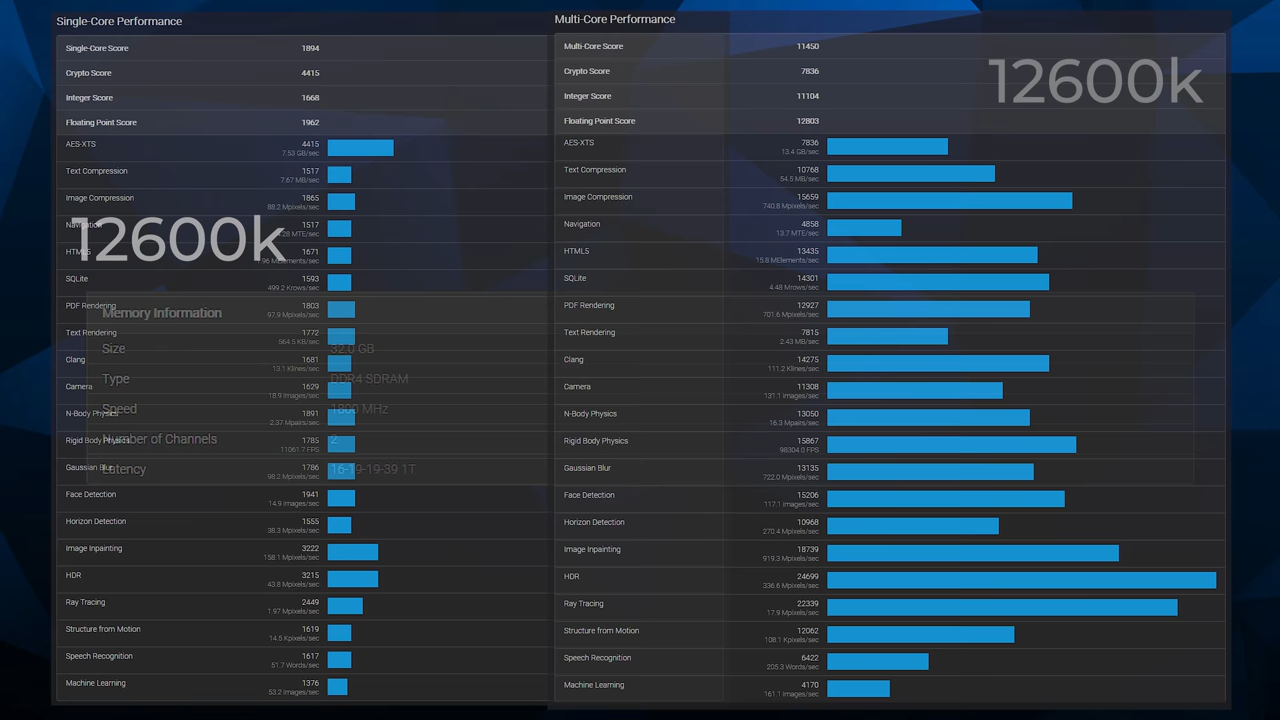 Single-Core Performance
Single-Core Score 1894
Crypto Score 4415
Integer Score 1668
Floating Point Score 1962
AES-XTS 4415
7.53 GB/sec
Text Compression 1517
7.67 MB/sec
Image Compression 1865
88.2 Mpixels/sec
Navigation 1517
MTE/sec
HTML5 1671
SQLite 1593
499.2 Krows/sec
PDF Rendering 1803
97.9 Mpixels/sec
Text Rendering 1772
564.5 KB/sec
Clang 1681
13.1 Klines/sec
Camera 1629
18.9 images/sec
N-Body Physics 1891
2.37 Mpairs/sec
Rigid Body Physics 1785
11061.7 FPS
Gaussian Blur 1786
98.2 Mpixels/sec
Face Detection 1941
14.9 images/sec
Horizon Detection 1555
38.3 Mpixels/sec
Image Inpainting 3222
158.1 Mpixels/sec
HDR 3215
43.8 Mpixels/sec
Ray Tracing 2449
1.97 Mpixels/sec
Structure from Motion 1619
14.5 Kpixels/sec
Speech Recognition 1617
51.7 Words/sec
Machine Learning 1376
53.2 images/sec
12600k
Memory Information
Size 32.0 GB
Type DDR4 SDRAM
Speed 1800 MHz
Number of Channels 2
Latency 16-19-19-39 1T
Multi-Core Performance
Multi-Core Score 11450
Crypto Score 7836
Integer Score 11104
Floating Point Score 12803
AES-XTS 7836
13.4 GB/sec
Text Compression 10768
54.5 MB/sec
Image Compression 15659
740.8 Mpixels/sec
Navigation 4858
13.7 MTE/sec
HTML5 13435
15.8 MElements/sec
SQLite 14301
4.48 Mrows/sec
PDF Rendering 12927
701.6 Mpixels/sec
Text Rendering 7815
2.43 MB/sec
Clang 14275
111.2 Klines/sec
Camera 11308
131.1 images/sec
N-Body Physics 13050
16.3 Mpairs/sec
Rigid Body Physics 15867
98304.0 FPS
Gaussian Blur 13135
722.0 Mpixels/sec
Face Detection 15206
117.1 images/sec
Horizon Detection 10968
270.4 Mpixels/sec
Image Inpainting 18739
919.3 Mpixels/sec
HDR 24699
336.6 Mpixels/sec
Ray Tracing 22339
17.9 Mpixels/sec
Structure from Motion 12062
108.1 Kpixels/sec
Speech Recognition 6422
205.3 Words/sec
Machine Learning 4170
161.1 images/sec
12600k